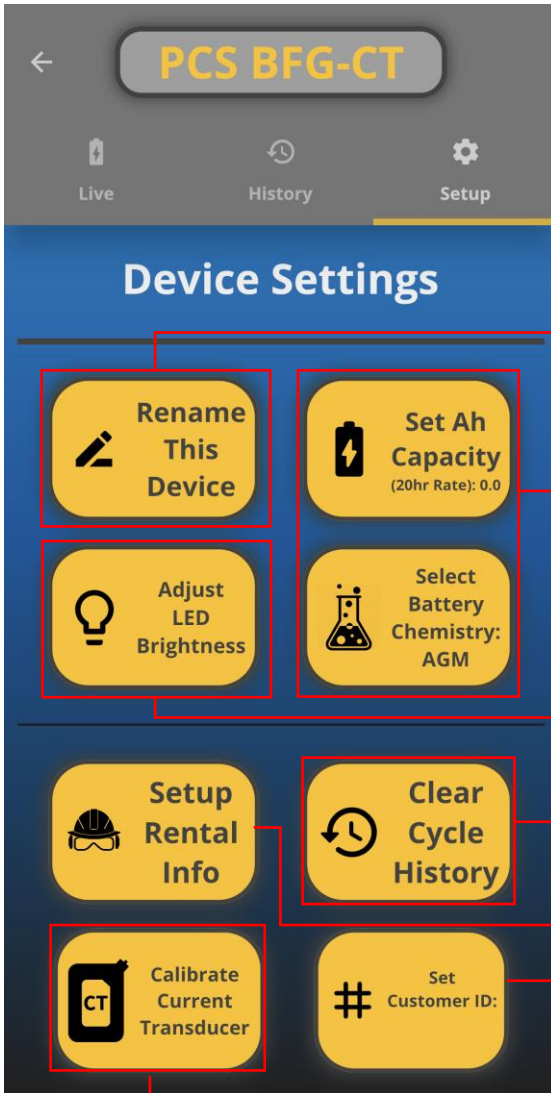 PCS BFG-CT
Live
History
Setup
Device Settings
Rename
This
Device
Set Ah
Capacity
(20hr Rate): 0.0
Adjust
LED
Brightness
Select
Battery
Chemistry:
AGM
Setup
Rental
Info
Clear
Cycle
History
CT
Calibrate
Current
Transducer
Set
Customer ID: